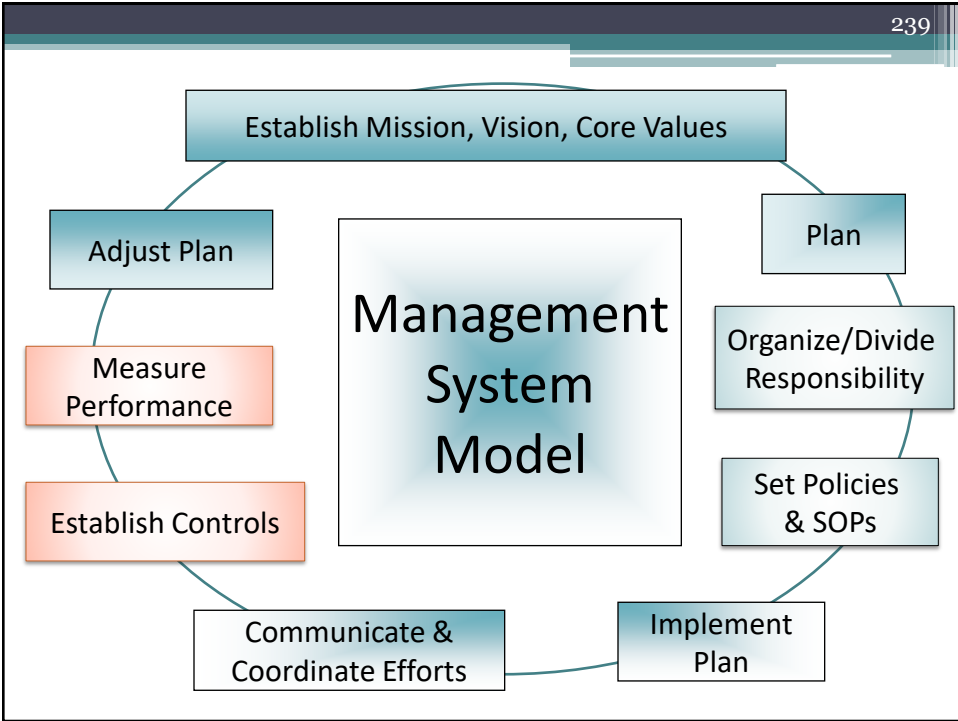 239
Establish Mission, Vision, Core Values
Plan
Organize/Divide
Responsibility
Set Policies
& SOPs
Implement
Plan
Communicate &
Coordinate Efforts
Establish Controls
Measure
Performance
Adjust Plan
Management
System
Model